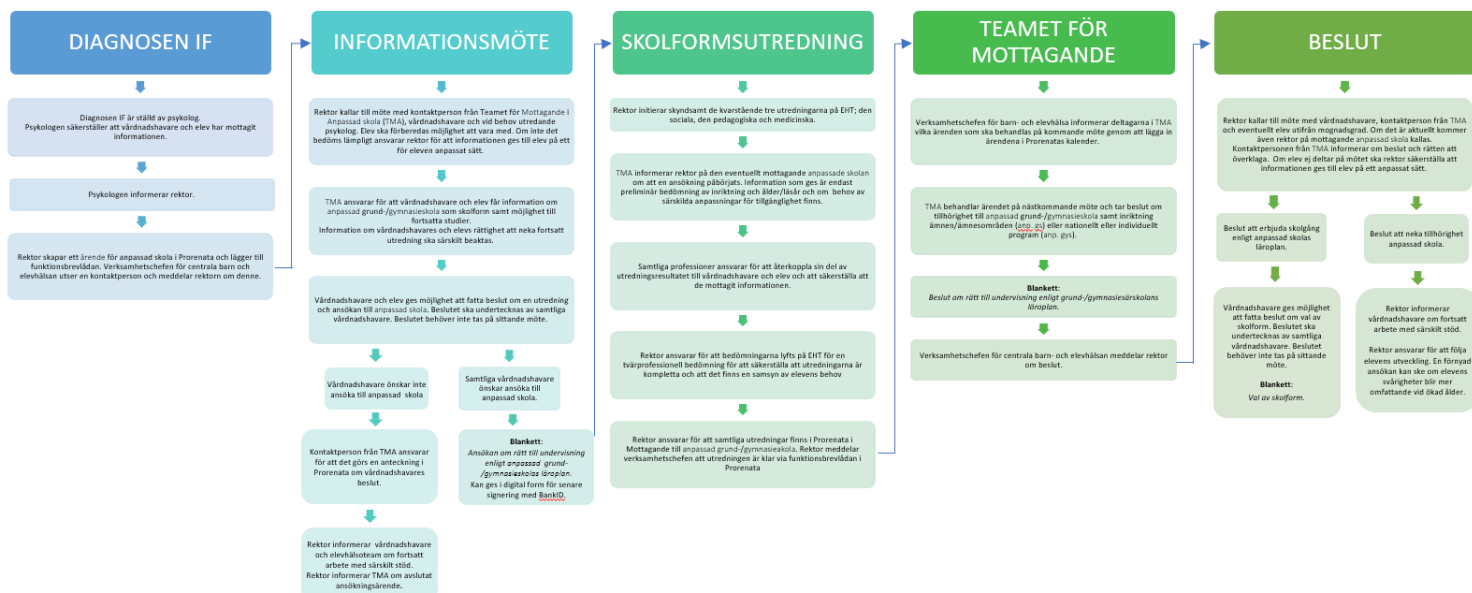 DIAGNOSEN IF
Diagnosen IF är ställd av psykolog.
Psykologen säkerställer att vårdnadshavare och elev har mottagit
informationen.
Psykologen informerar rektor.
Rektor skapar ett ärende för anpassad skola i Prorenata och lägger till
funktionsbrevlådan. Verksamhetschefen för centrala barn och
elevhälsan utser en kontaktperson och meddelar rektorn om denne.
INFORMATIONSMÖTE
Rektor kallar till möte med kontaktperson från Teamet för Mottagande i
Anpassad skola (TMA), vårdnadshavare och vid behov utredande
psykolog. Elev ska förberedas möjlighet att vara med. Om inte det
bedöms lämpligt ansvarar rektor för att informationen ges till elev på ett
för eleven anpassat sätt.
TMA ansvarar för att vårdnadshavare och elev får information om
anpassad grund-/gymnasieskola som skolform samt möjlighet till
fortsatta studier.
Information om vårdnadshavares och elevs rättighet att neka fortsatt
utredning ska särskilt beaktas.
Vårdnadshavare och elev ges möjlighet att fatta beslut om en utredning
och ansökan till anpassad skola. Beslutet ska undertecknas av samtliga
vårdnadshavare. Beslutet behöver inte tas på sittande möte.
Vårdnadshavare önskar inte
ansöka till anpassad skola
Kontaktperson från TMA ansvarar
för att det görs en anteckning i
Prorenata om vårdnadshavares
beslut.
Rektor informerar vårdnadshavare
och elevhälsoteam om fortsatt
arbete med särskilt stöd.
Rektor informerar TMA om avslutat
ansökningsärende.
Samtliga vårdnadshavare
önskar ansöka till
anpassad skola.
Blankett:
Ansökan om rätt till undervisning
enligt anpassad grund-
/gymnasieskolas läroplan.
Kan ges i digital form för senare
signering med BankID.
SKOLFORMSUTREDNING
Rektor initierar skyndsamt de kvarstående tre utredningarna på EHT; den
sociala, den pedagogiska och medicinska.
TMA informerar rektor på den eventuellt mottagande anpassade skolan
om att en ansökning påbörjats. Information som ges är endast
preliminär bedömning av inriktning och ålder/läsår och om behov av
särskilda anpassningar för tillgänglighet finns.
Samtliga professioner ansvarar för att återkoppla sin del av
utredningsresultatet till vårdnadshavare och elev och att säkerställa att
de mottagit informationen.
Rektor ansvarar för att bedömningarna lyfts på EHT för en
tvärprofessionell bedömning för att säkerställa att utredningarna är
kompletta och att det finns en samsyn av elevens behov
Rektor ansvarar för att samtliga utredningar finns i Prorenata i
Mottagande till anpassad grund-/gymnasieakola. Rektor meddelar
verksamhetschefen att utredningen är klar via funktionsbrevlådan i
Prorenata
TEAMET FÖR
MOTTAGANDE
Verksamhetschefen för barn- och elevhälsa informerar deltagarna i TMA
vilka ärenden som ska behandlas på kommande möte genom att lägga in
ärendena i Prorenatas kalender.
TMA behandlar ärendet på nästkommande möte och tar beslut om
tillhörighet till anpassad grund-/gymnasieskola samt inriktning
ämnen/ämnesområden (anp. gs) eller nationellt eller individuellt
program (anp. gys).
Blankett:
Beslut om rätt till undervisning enligt grund-/gymnasiesärskolans
läroplan.
Verksamhetschefen för centrala barn- och elevhälsan meddelar rektor
om beslut.
BESLUT
Rektor kallar till möte med vårdnadshavare, kontaktperson från TMA
och eventuellt elev utifrån mognadsgrad. Om det är aktuellt kommer
även rektor på mottagande anpassad skola kallas.
Kontaktpersonen från TMA informerar om beslut och rätten att
överklaga. Om elev ej deltar på mötet ska rektor säkerställa att
informationen ges till elev på ett anpassat sätt.
Beslut att erbjuda skolgång
enligt anpassad skolas
läroplan.
Vårdnadshavare ges möjlighet
att fatta beslut om val av
skolform. Beslutet ska
undertecknas av samtliga
vårdnadshavare. Beslutet
behöver inte tas på sittande
möte.
Blankett:
Val av skolform.
Beslut att neka tillhörighet
anpassad skola.
Rektor informerar
vårdnadshavare om fortsatt
arbete med särskilt stöd.
Rektor ansvarar för att följa
elevens utveckling. En förnyad
ansökan kan ske om elevens
svårigheter blir mer
omfattande vid ökad ålder.